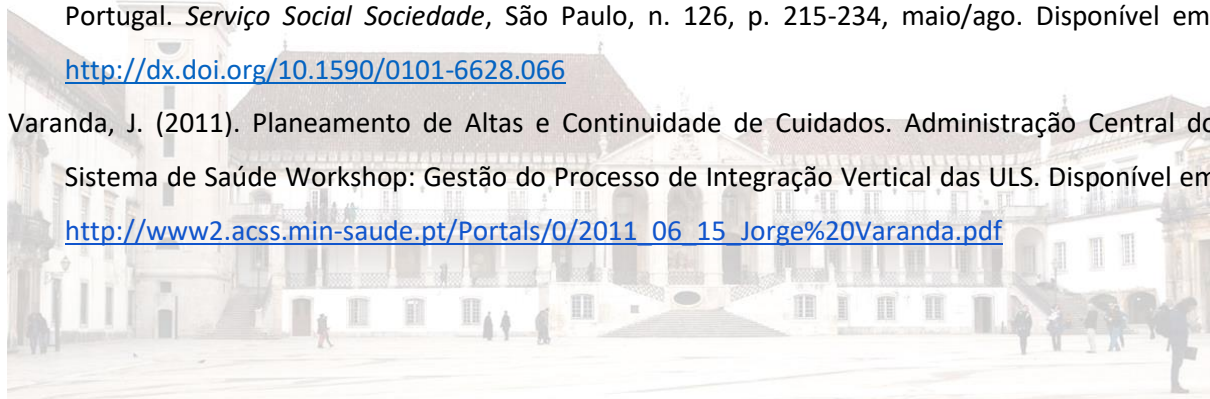 Portugal. Serviço Social Sociedade, São Paulo, n. 126, p. 215-234, maio/ago. Disponível em
http://dx.doi.org/10.1590/0101-6628.066
Varanda, J. (2011). Planeamento de Altas e Continuidade de Cuidados. Administração Central do
Sistema de Saúde Workshop: Gestão do Processo de Integração Vertical das ULS. Disponível em
http://www2.acss.min-saude.pt/Portals/0/2011_06_15_Jorge%20Varanda.pdf